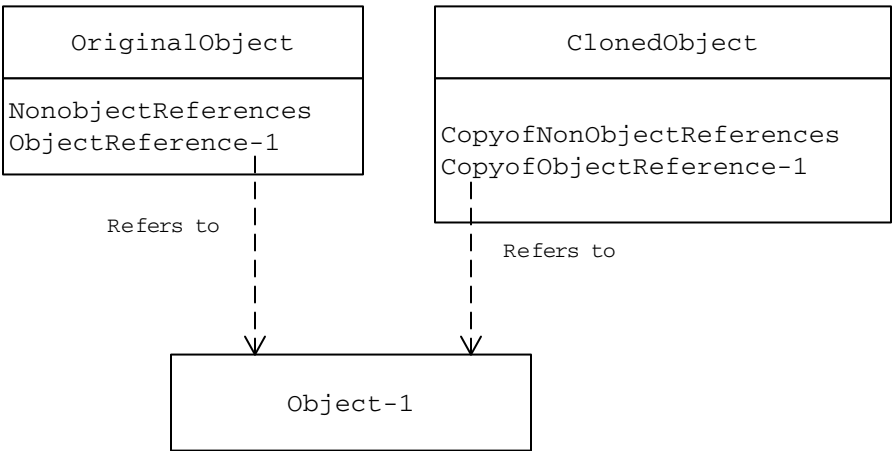 OriginalObject
NonobjectReferences
ObjectReference-1
ClonedObject
CopyofNonObjectReferences
CopyofObjectReference-1
Refers to
Refers to
Object-1